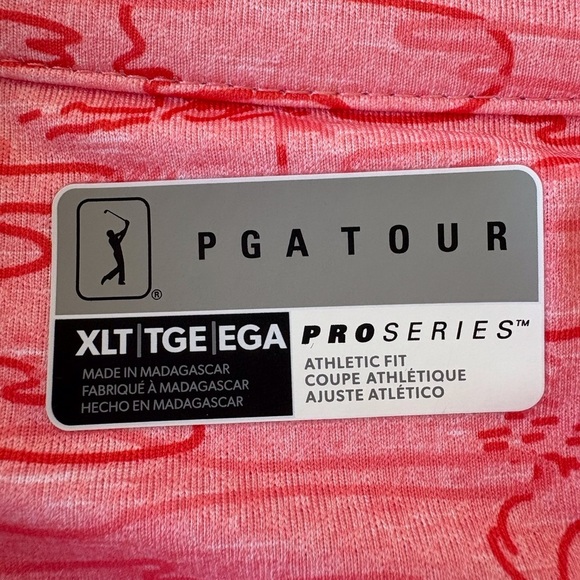 PGA TOUR
®
XLT|TGE|EGA
MADE IN MADAGASCAR
FABRIQUÉ À MADAGASCAR
HECHO EN MADAGASCAR
PROSERIES™
ATHLETIC FIT
COUPE ATHLÉTIQUE
AJUSTE ATLÉTICO